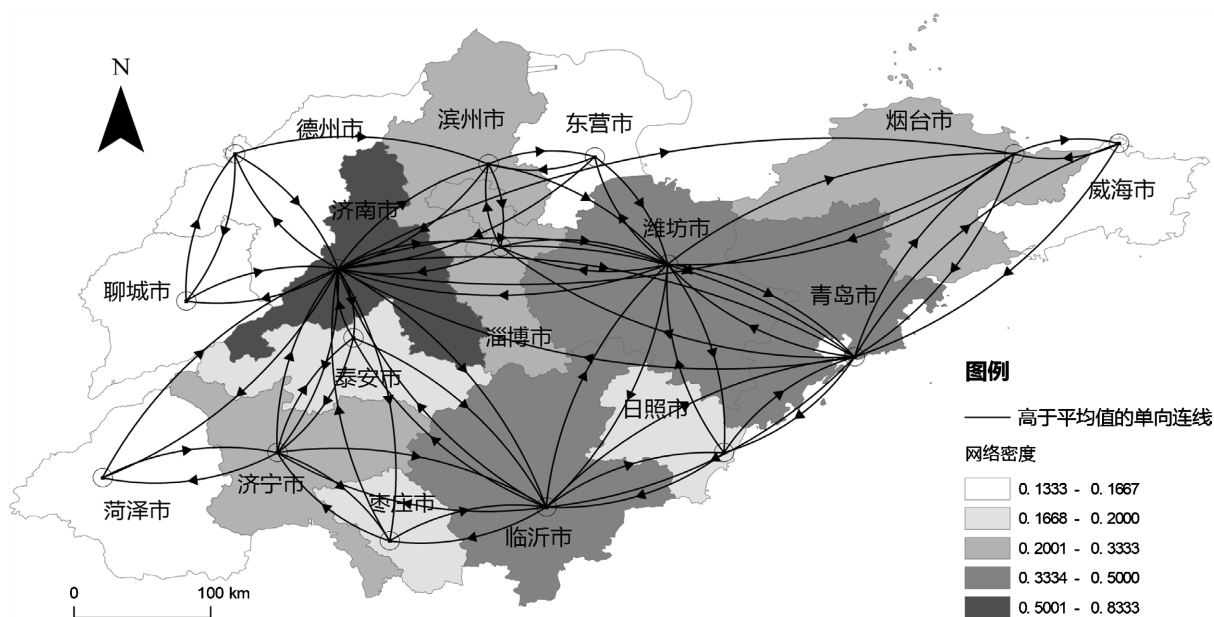 N
德州市
滨州市
东营市
烟台市
威海市
济南市
潍坊市
聊城市
青岛市
淄博市
泰安市
日照市
济宁市
枣庄市
菏泽市
临沂市
0
100 km
图例
高于平均值的单向连线
网络密度
0.1333 - 0.1667
0.1668 - 0.2000
0.2001 - 0.3333
0.3334 - 0.5000
0.5001 - 0.8333